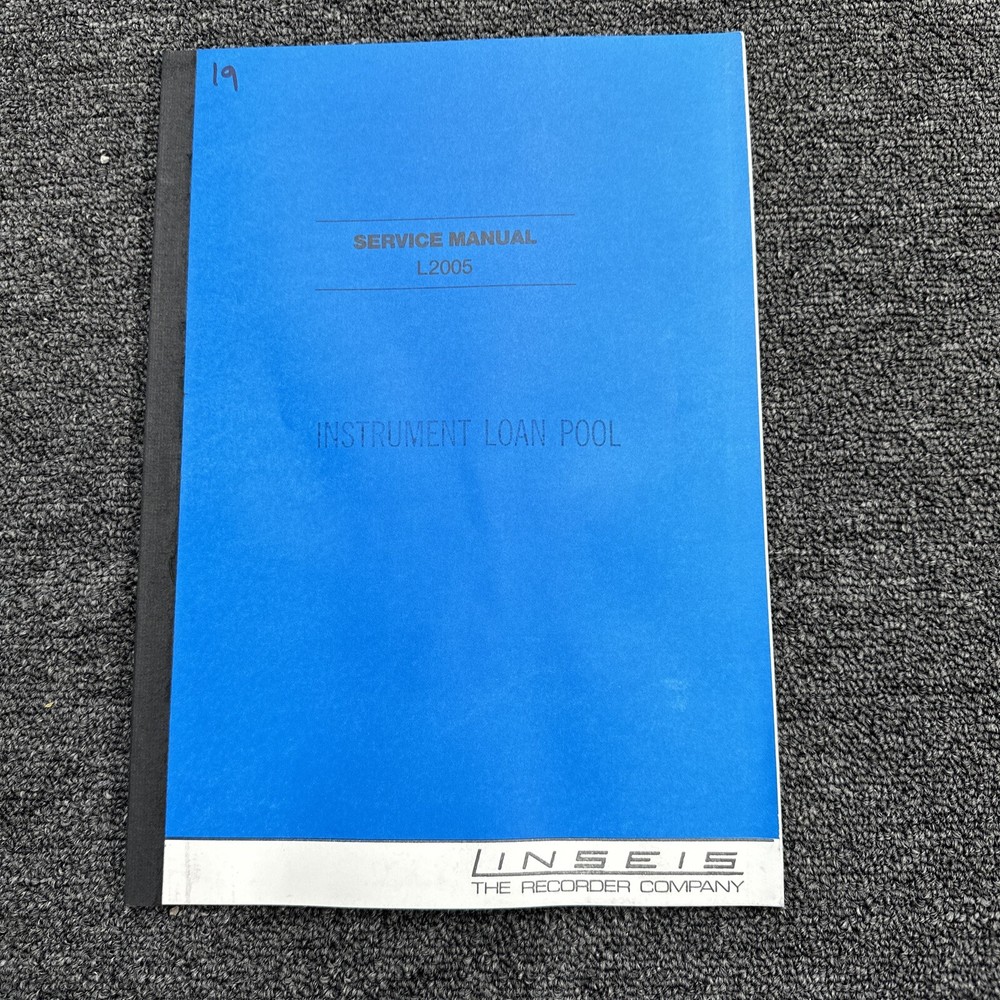 19
SERVICE MANUAL
L2005
INSTRUMENT LOAN POOL
LINSEIS
THE RECORDER COMPANY